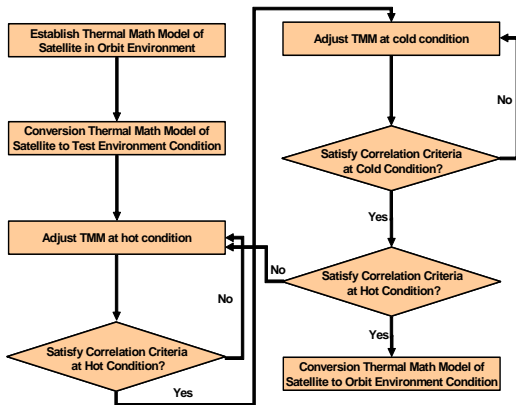 Establish Thermal Math Model of
Satellite in Orbit Environment
Conversion Thermal Math Model of
Satellite to Test Environment Condition
Adjust TMM at hot condition
No
Satisfy Correlation Criteria
at Hot Condition?
Yes
Adjust TMM at cold condition
No
Satisfy Correlation Criteria
at Cold Condition?
Yes
No
Satisfy Correlation Criteria
at Hot Condition?
Yes
Conversion Thermal Math Model of
Satellite to Orbit Environment Condition